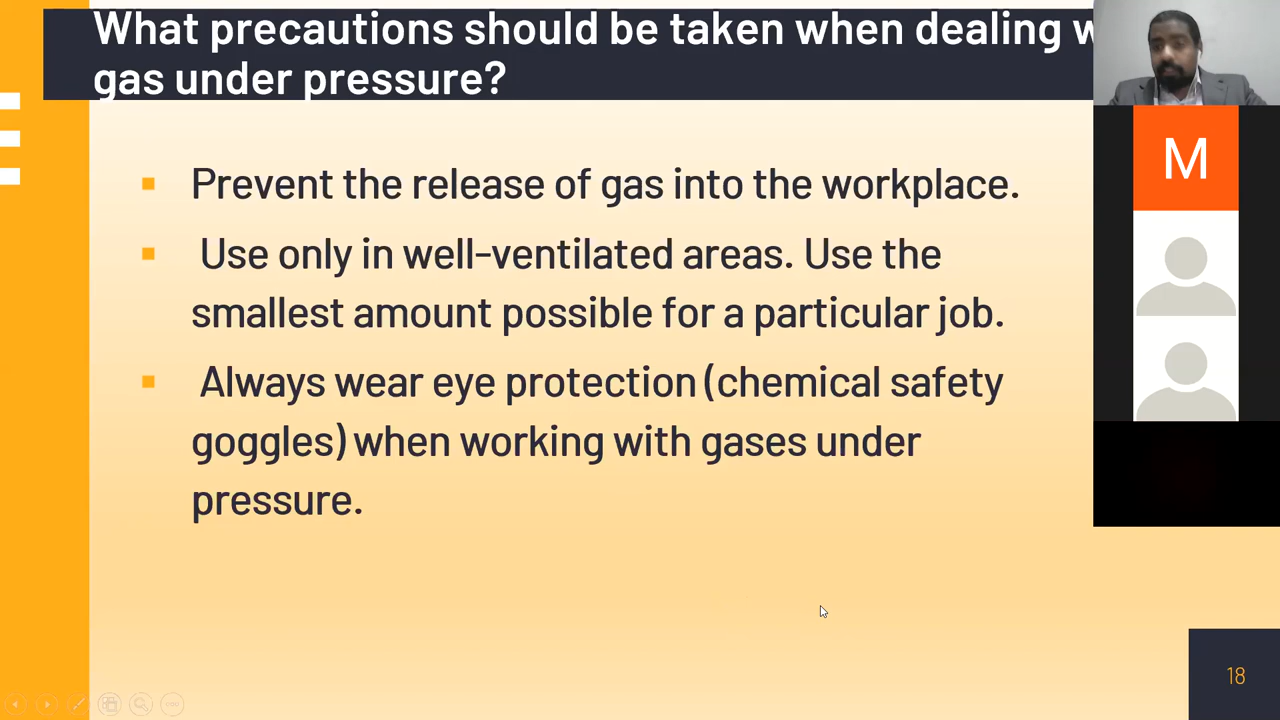 What precautions should be taken when dealing w
gas under pressure?
M
Prevent the release of gas into the workplace.
Use only in well-ventilated areas. Use the
smallest amount possible for a particular job.
Always wear eye protection (chemical safety
goggles) when working with gases under
pressure.
18